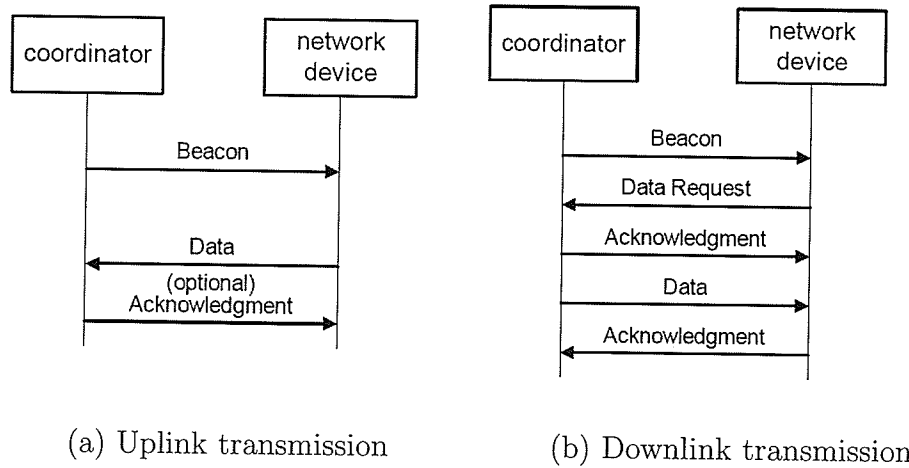 coordinator
network
device
Beacon
Data
(optional)
Acknowledgment
(a) Uplink transmission
coordinator
network
device
Beacon
Data Request
Acknowledgment
Data
Acknowledgment
(b) Downlink transmission